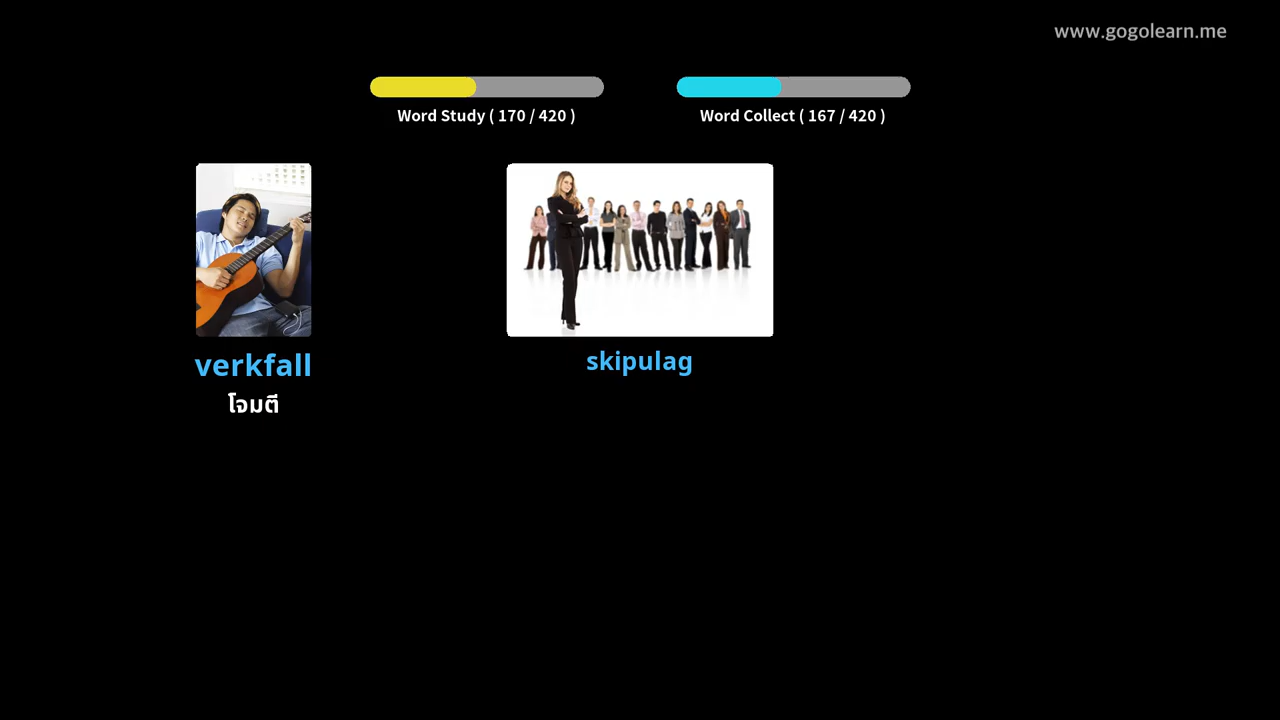 www.gogolearn.me
Word Study ( 170 / 420 )
Word Collect ( 167 / 420 )
verkfall
โจมตี
skipulag